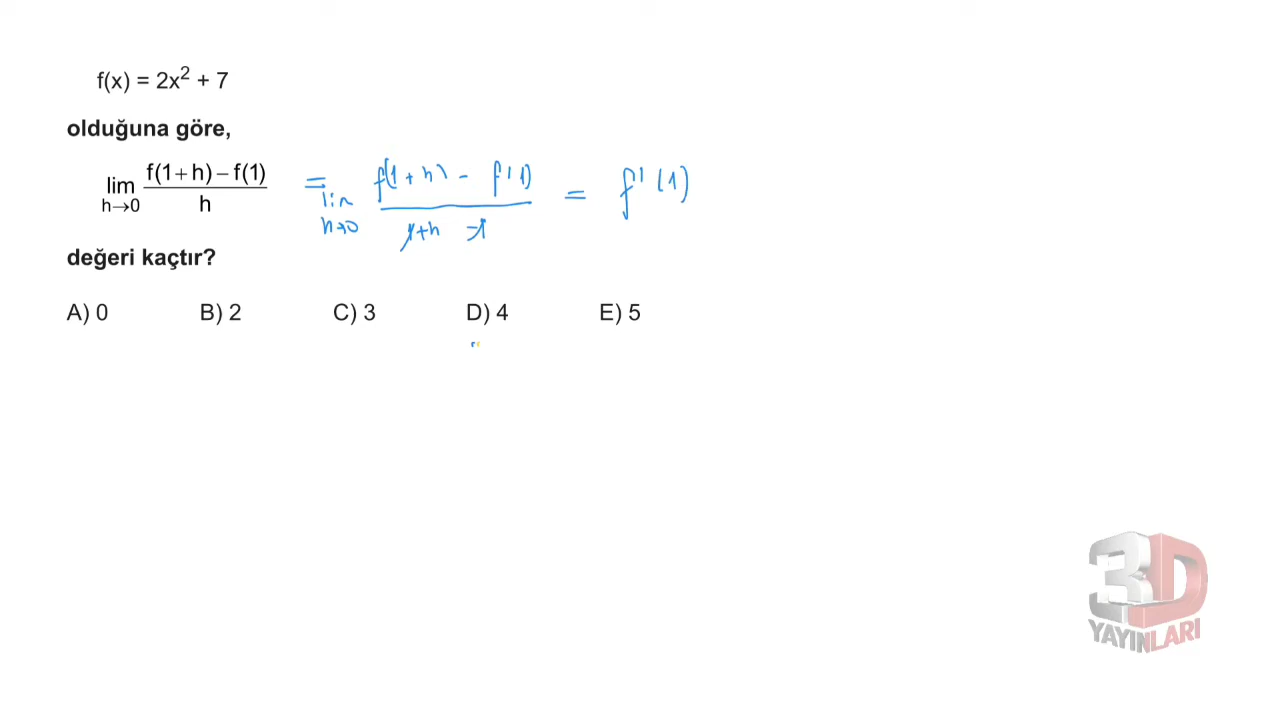 f(x) = 2x² + 7
olduğuna göre,
lim h→0 f(1+h) − f(1) / h = lim h→0 f(1+h) - f(1) / 1+h -1 = f'(1)
değeri kaçtır?
A) 0 B) 2 C) 3 D) 4 E) 5
3D
YAYINLARI